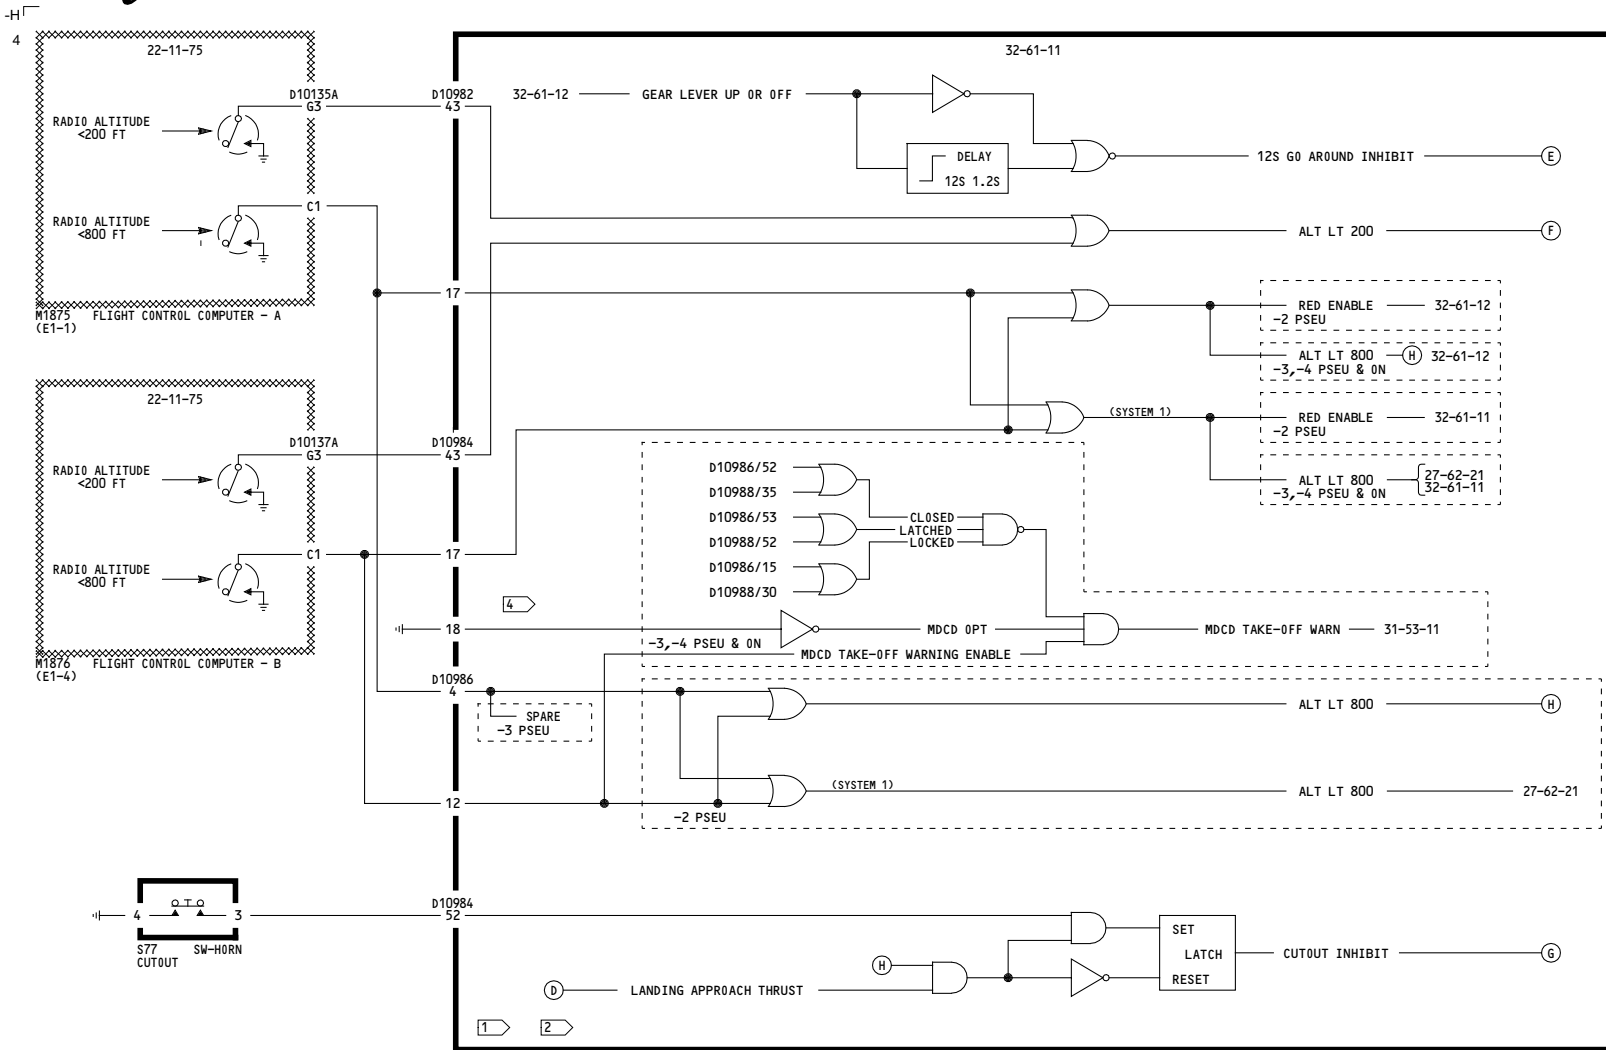 -H
4
22-11-75
32-61-11
D10135A
G3
D10982
43
32-61-12
GEAR LEVER UP OR OFF
RADIO ALTITUDE
<200 FT
DELAY
12S 1.2S
12S GO AROUND INHIBIT
E
C1
RADIO ALTITUDE
<800 FT
ALT LT 200
F
17
M1875
(E1-1)
FLIGHT CONTROL COMPUTER - A
RED ENABLE
32-61-12
-2 PSEU
ALT LT 800
H
32-61-12
-3,-4 PSEU & ON
22-11-75
(SYSTEM 1)
RED ENABLE
32-61-11
-2 PSEU
D10137A
G3
D10984
43
RADIO ALTITUDE
<200 FT
D10986/52
D10988/35
ALT LT 800
27-62-21
32-61-11
-3,-4 PSEU & ON
D10986/53
D10988/52
CLOSED
LATCHED
LOCKED
C1
17
RADIO ALTITUDE
<800 FT
D10986/15
D10988/30
4
18
-3,-4 PSEU & ON
MDCD OPT
MDCD TAKE-OFF WARN
31-53-11
MDCD TAKE-OFF WARNING ENABLE
M1876
(E1-4)
FLIGHT CONTROL COMPUTER - B
D10986
4
SPARE
-3 PSEU
ALT LT 800
H
(SYSTEM 1)
ALT LT 800
27-62-21
12
-2 PSEU
4
3
D10984
52
S77
CUTOUT
SW-HORN
SET
LATCH
RESET
CUTOUT INHIBIT
G
H
D
LANDING APPROACH THRUST
1
2